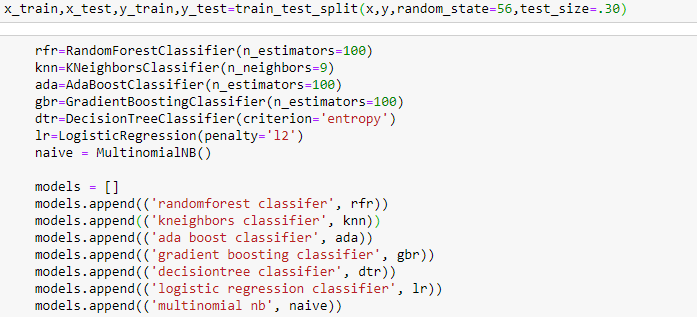 x_train,x_test,y_train,y_test=train_test_split(x,y,random_state=56,test_size=.30)
rfr=RandomForestClassifier(n_estimators=100)
knn=KNeighborsClassifier(n_neighbors=9)
ada=AdaBoostClassifier(n_estimators=100)
gbr=GradientBoostingClassifier(n_estimators=100)
dtr=DecisionTreeClassifier(criterion='entropy')
lr=LogisticRegression(penalty='l2')
naive = MultinomialNB()
models = []
models.append(('randomforest classifer', rfr))
models.append(('kneighbors classifier', knn))
models.append(('ada boost classifier', ada))
models.append(('gradient boosting classifier', gbr))
models.append(('decisiontree classifier', dtr))
models.append(('logistic regression classifier', lr))
models.append(('multinomial nb', naive))